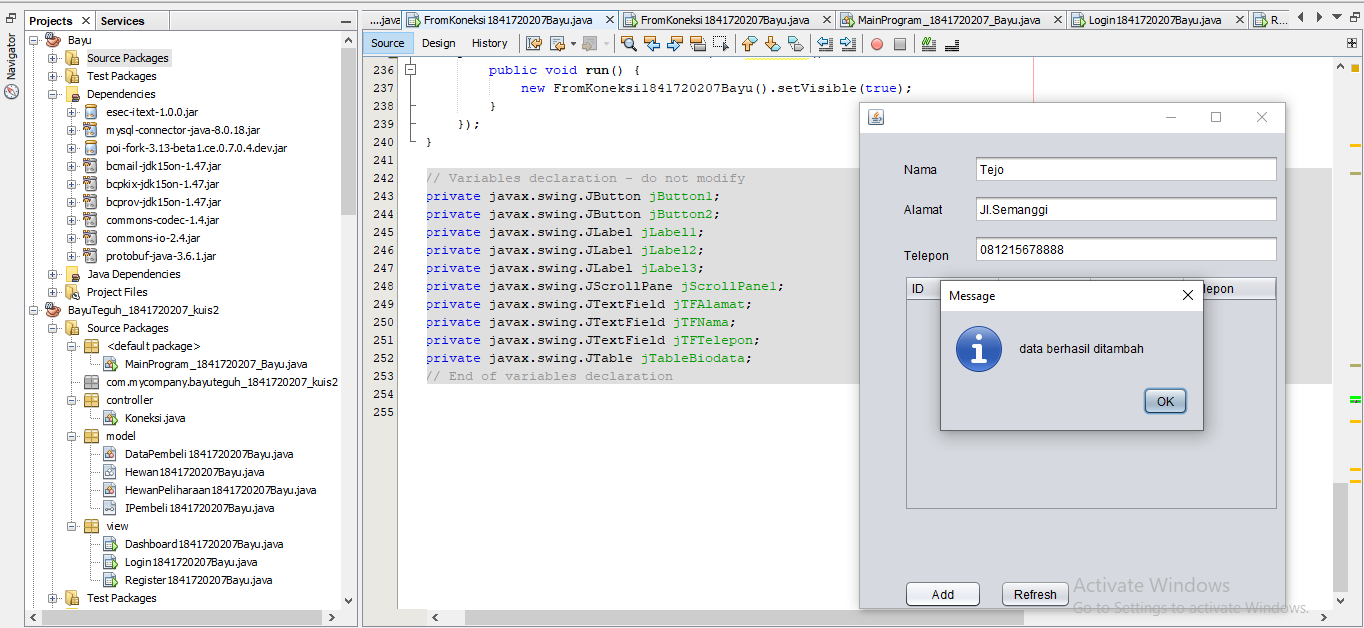 Navigator
Projects
Services
Bayu
Source Packages
Test Packages
Dependencies
esec-itext-1.0.0.jar
mysql-connector-java-8.0.18.jar
poi-fork-3.13-beta1.ce.0.7.0.4.dev.jar
bcmail-jdk15on-1.47.jar
bcpkix-jdk15on-1.47.jar
bcprov-jdk15on-1.47.jar
commons-codec-1.4.jar
commons-io-2.4.jar
protobuf-java-3.6.1.jar
Java Dependencies
Project Files
BayuTeguh_1841720207_kuis2
Source Packages
<default package>
MainProgram_1841720207_Bayu.java
com.mycompany.bayuteguh_1841720207_kuis2
controller
Koneksi.java
model
DataPembeli1841720207Bayu.java
Hewan1841720207Bayu.java
HewanPeliharaan1841720207Bayu.java
IPembeli1841720207Bayu.java
view
Dashboard1841720207Bayu.java
Login1841720207Bayu.java
Register1841720207Bayu.java
Test Packages
....java
FromKoneksi1841720207Bayu.java
FromKoneksi1841720207Bayu.java
MainProgram_1841720207_Bayu.java
Login1841720207Bayu.java
R...
Source Design History
236 public void run() {
237 new FromKoneksi1841720207Bayu().setVisible(true);
238 }
239 });
240 }
241
242 // Variables declaration - do not modify
243 private javax.swing.JButton jButton1;
244 private javax.swing.JButton jButton2;
245 private javax.swing.JLabel jLabel1;
246 private javax.swing.JLabel jLabel2;
247 private javax.swing.JLabel jLabel3;
248 private javax.swing.JScrollPane jScrollPane1;
249 private javax.swing.JTextField jTFAlamat;
250 private javax.swing.JTextField jTFNama;
251 private javax.swing.JTextField jTFTelepon;
252 private javax.swing.JTable jTableBiodata;
253 // End of variables declaration
254
255
Nama Tejo
Alamat Jl.Semanggi
Telepon 081215678888
ID lepon
Message
data berhasil ditambah
OK
Add Refresh
Activate Windows
Go to Settings to activate Windows.